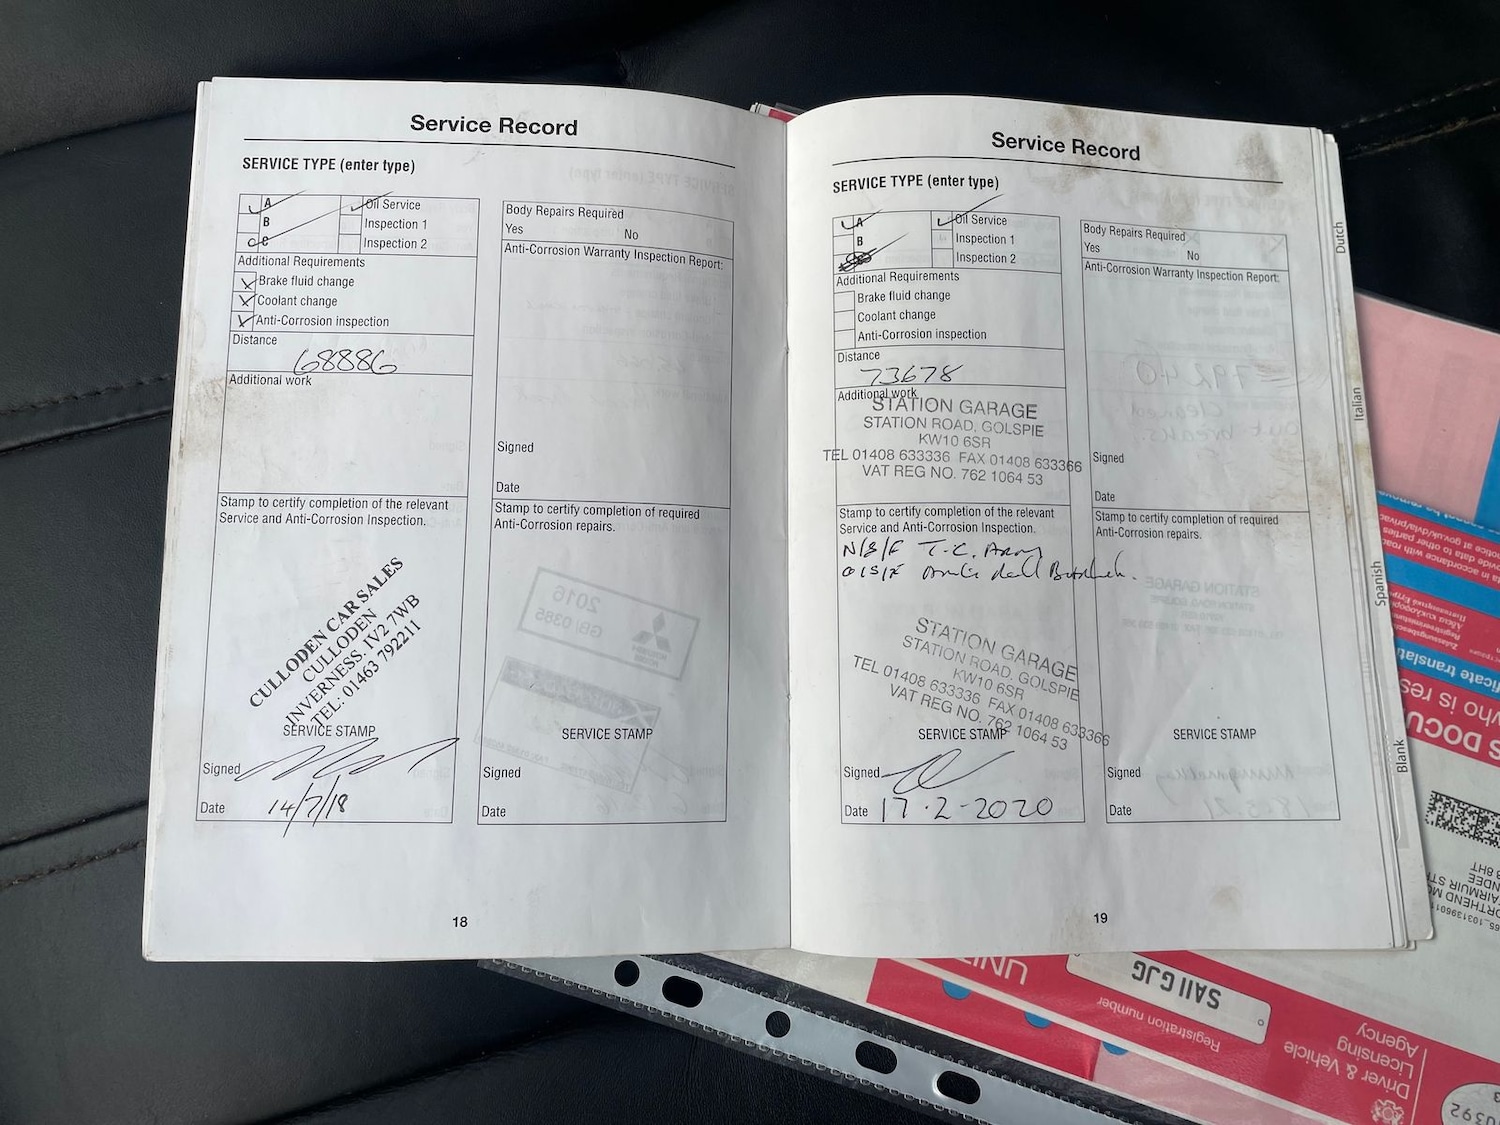 Service Record
SERVICE TYPE (enter type)
A
Oil Service
B
Inspection 1
C
Inspection 2
Additional Requirements
Brake fluid change
Coolant change
Anti-Corrosion inspection
Distance
68886
Additional work
Stamp to certify completion of the relevant
Service and Anti-Corrosion Inspection.
CULLODEN CAR SALES
CULLODEN
INVERNESS. IV2 7WB
TEL: 01463 792211
SERVICE STAMP
Signed
Date 14/7/18
Body Repairs Required
Yes No
Anti-Corrosion Warranty Inspection Report:
Signed
Date
Stamp to certify completion of required
Anti-Corrosion repairs.
2016
GB 0385
SERVICE STAMP
Signed
Date
18
Service Record
SERVICE TYPE (enter type)
A
Oil Service
B
Inspection 1
Inspection 2
Additional Requirements
Brake fluid change
Coolant change
Anti-Corrosion inspection
Distance
73678
Additional work
STATION GARAGE
STATION ROAD, GOLSPIE
KW10 6SR
TEL 01408 633336 FAX 01408 633366
VAT REG NO. 762 1064 53
Stamp to certify completion of the relevant
Service and Anti-Corrosion Inspection.
N/S/F T.C. Arm
O/S/F
STATION GARAGE
STATION ROAD, GOLSPIE
KW10 6SR
TEL 01408 633336 FAX 01408 633366
VAT REG NO. 762 1064 53
SERVICE STAMP
Signed
Date 17.2-2020
Body Repairs Required
Yes No
Anti-Corrosion Warranty Inspection Report:
79240
Signed
Date
Stamp to certify completion of required
Anti-Corrosion repairs.
STATION GARAGE
SERVICE STAMP
Signed
Date
19
Dutch
Italian
Spanish
Blank
Registration number
SA11 GJG
Driver & Vehicle
Licensing
Agency